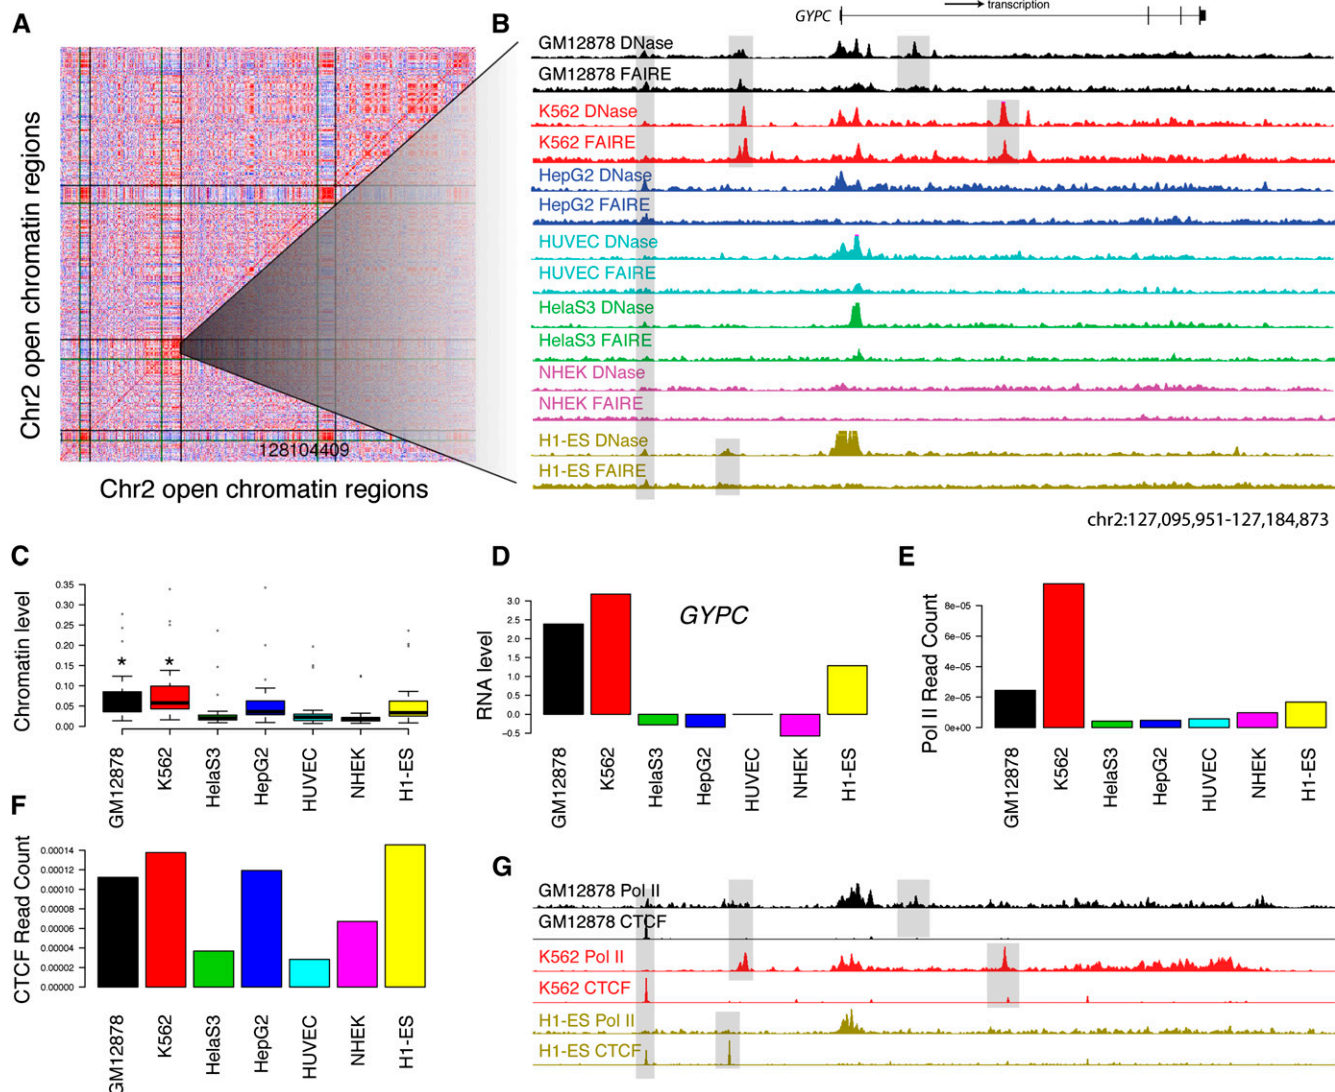 A
Chr2 open chromatin regions
128104409
Chr2 open chromatin regions
B
GYPC
transcription
GM12878 DNase
GM12878 FAIRE
K562 DNase
K562 FAIRE
HepG2 DNase
HepG2 FAIRE
HUVEC DNase
HUVEC FAIRE
HelaS3 DNase
HelaS3 FAIRE
NHEK DNase
NHEK FAIRE
H1-ES DNase
H1-ES FAIRE
chr2:127,095,951-127,184,873
C
Chromatin level
0.35
0.30
0.25
0.20
0.15
0.10
0.05
0.00
* *
GM12878
K562
HelaS3
HepG2
HUVEC
NHEK
H1-ES
D
RNA level
3.0
2.5
2.0
1.5
1.0
0.5
0.0
-0.5
GYPC
GM12878
K562
HelaS3
HepG2
HUVEC
NHEK
H1-ES
E
Pol II Read Count
8e-05
6e-05
4e-05
2e-05
0e+00
GM12878
K562
HelaS3
HepG2
HUVEC
NHEK
H1-ES
F
CTCF Read Count
0.00014
0.00012
0.00010
0.00008
0.00006
0.00004
0.00002
0.00000
GM12878
K562
HelaS3
HepG2
HUVEC
NHEK
H1-ES
G
GM12878 Pol II
GM12878 CTCF
K562 Pol II
K562 CTCF
H1-ES Pol II
H1-ES CTCF